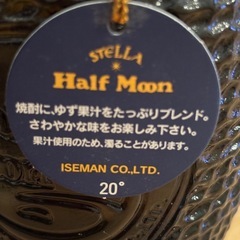 STELLA
Half Moon
焼酎に、ゆず果汁をたっぷりブレンド。
さわやかな味をお楽しみ下さい。
果汁使用のため、濁ることがあります。
ISEMAN CO.,LTD.
20°